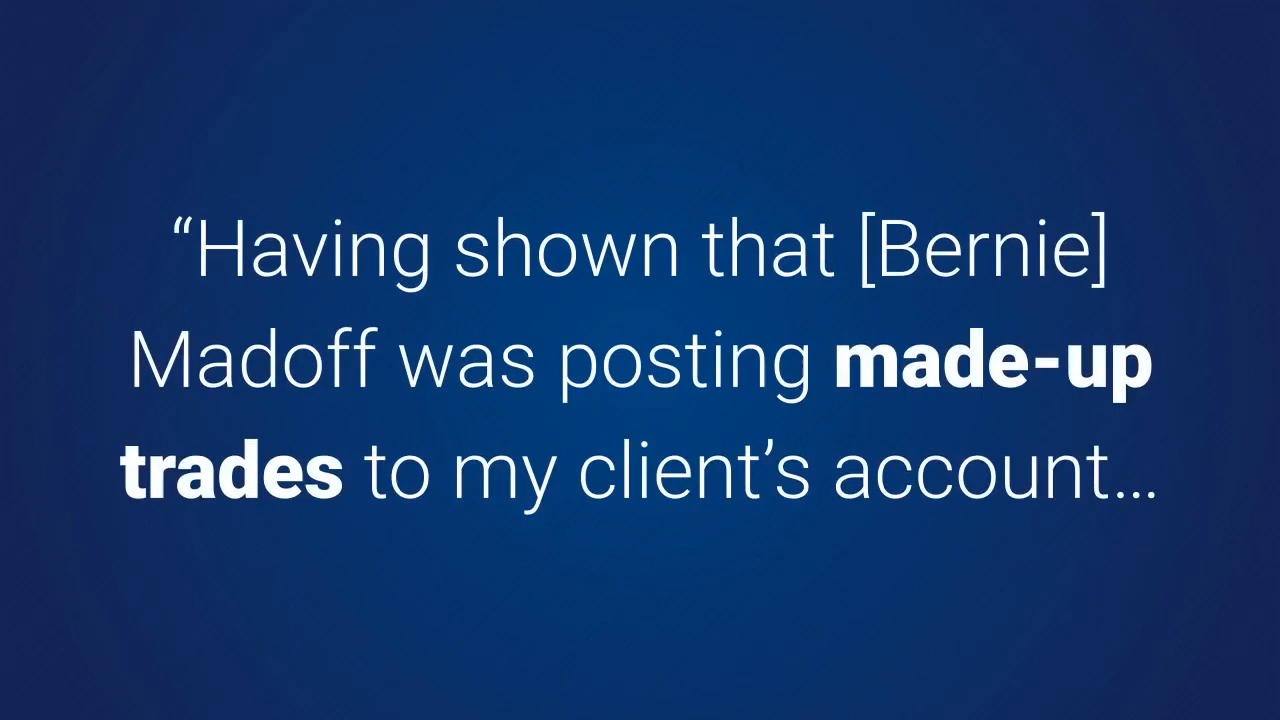 “Having shown that [Bernie]
Madoff was posting made-up
trades to my client’s account…